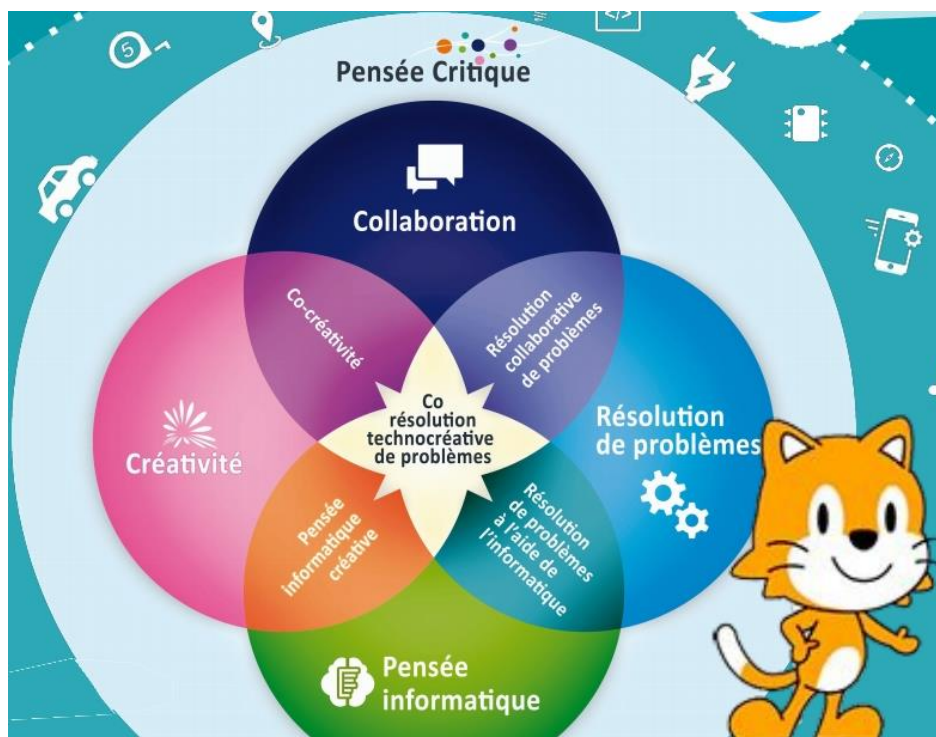 5
</>
Pensée Critique
Collaboration
Co-créativité
Résolution
collaborative
de problèmes
Co
résolution
technocréative
de problèmes
Créativité
Résolution
de problèmes
Pensée
informatique
créative
Résolution
de problèmes
à l'aide de
l'informatique
Pensée
informatique